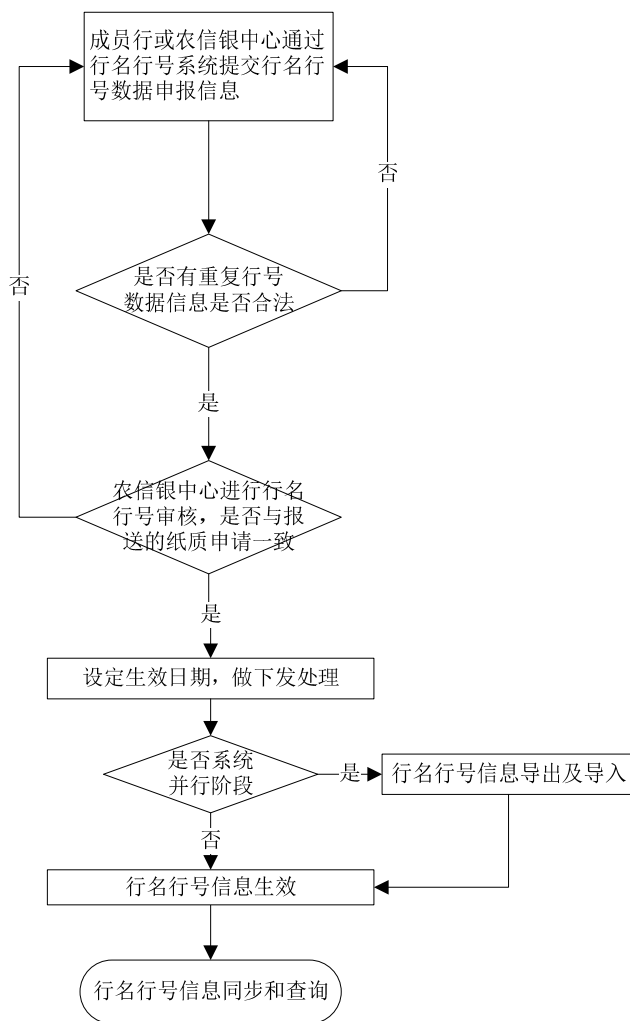 成员行或农信银中心通过
行名行号系统提交行名行
号数据申报信息
否
否
是否有重复行号
数据信息是否合法
是
农信银中心进行行名
行号审核，是否与报
送的纸质申请一致
是
设定生效日期，做下发处理
是否系统
并行阶段
是
行名行号信息导出及导入
否
行名行号信息生效
行名行号信息同步和查询